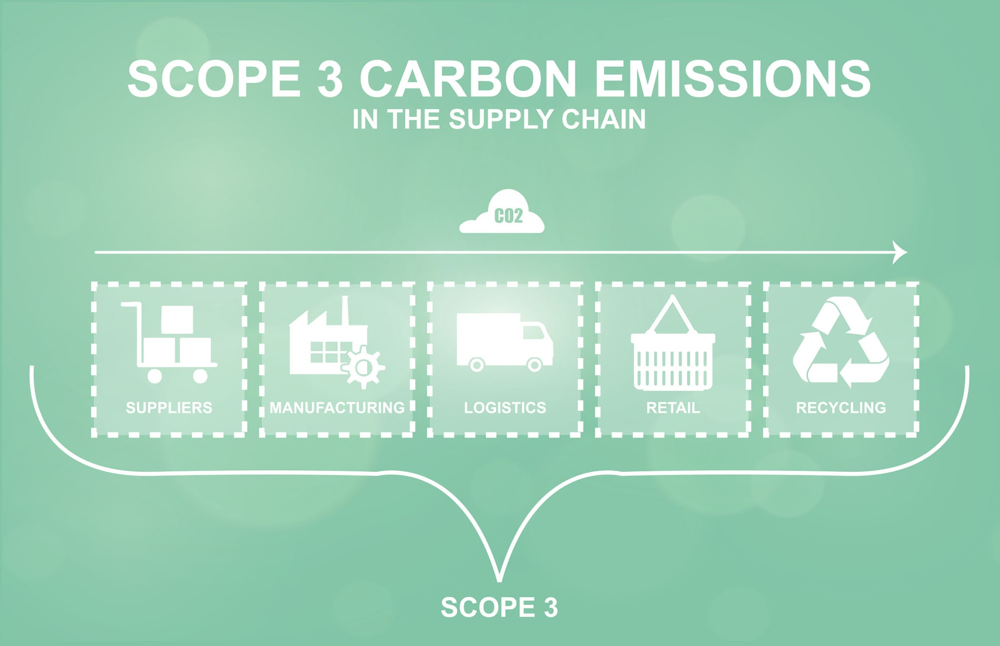 SCOPE 3 CARBON EMISSIONS
IN THE SUPPLY CHAIN
CO2
SUPPLIERS
MANUFACTURING
LOGISTICS
RETAIL
RECYCLING
SCOPE 3